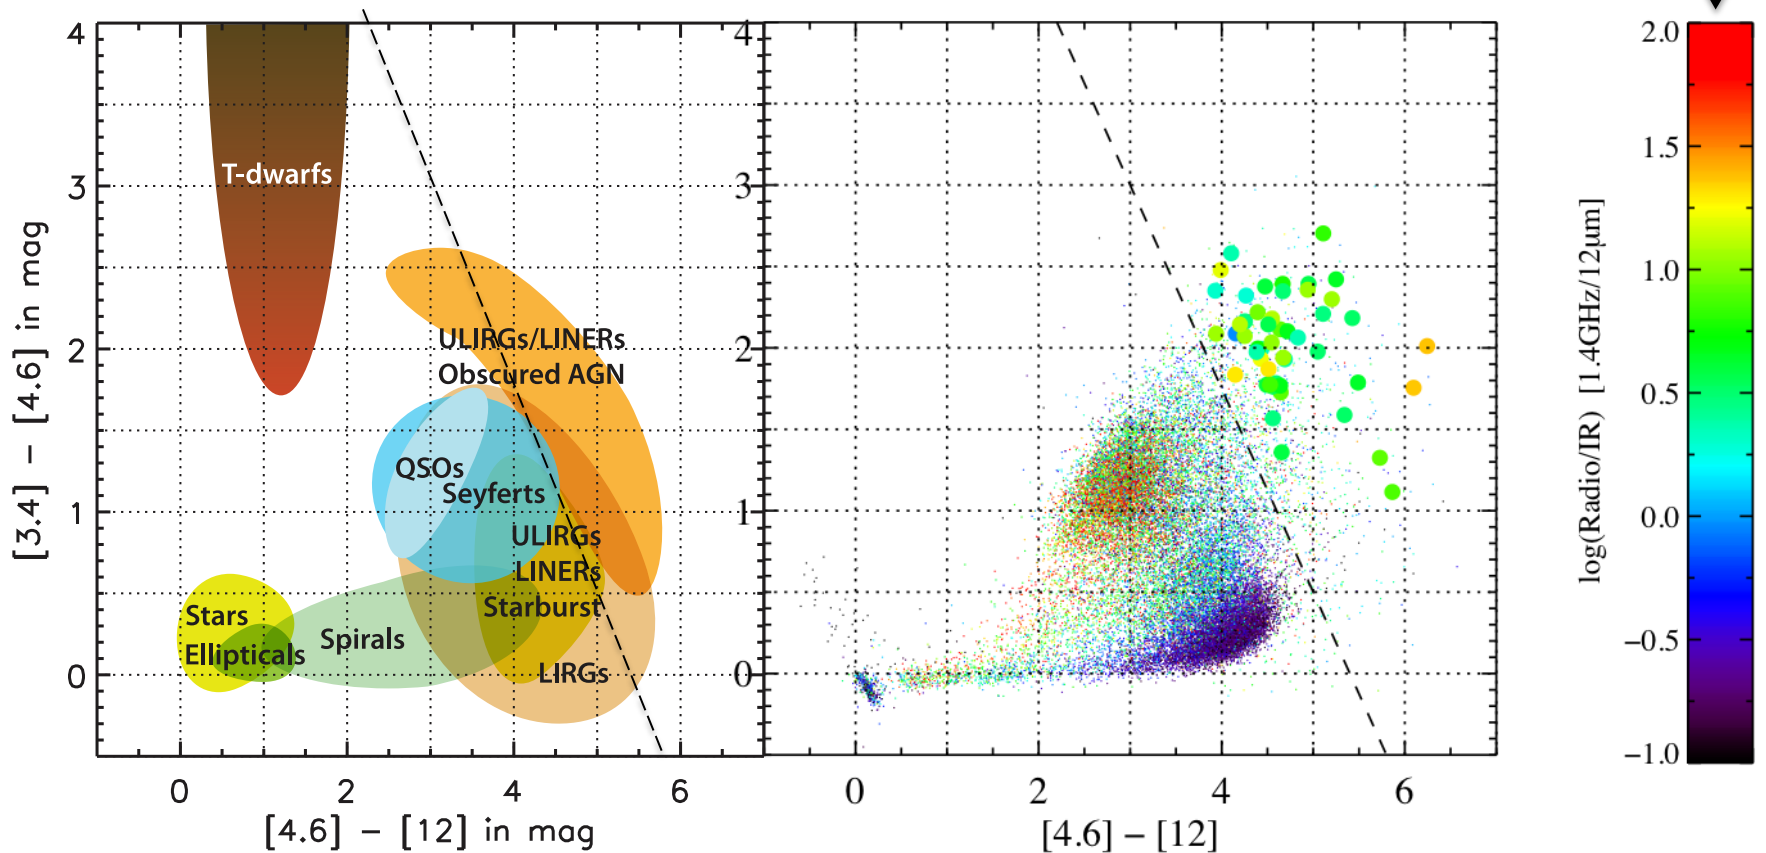 4
3
2
1
0
[3.4] – [4.6] in mag
T-dwarfs
ULIRGs/LINERs
Obscured AGN
QSOs
Seyferts
ULIRGs
LINERs
Starburst
LIRGs
Stars
Ellipticals
Spirals
0 2 4 6
[4.6] – [12] in mag
4
3
2
1
0
0 2 4 6
[4.6] – [12]
2.0
1.5
1.0
0.5
0.0
−0.5
−1.0
log(Radio/IR) [1.4GHz/12μm]